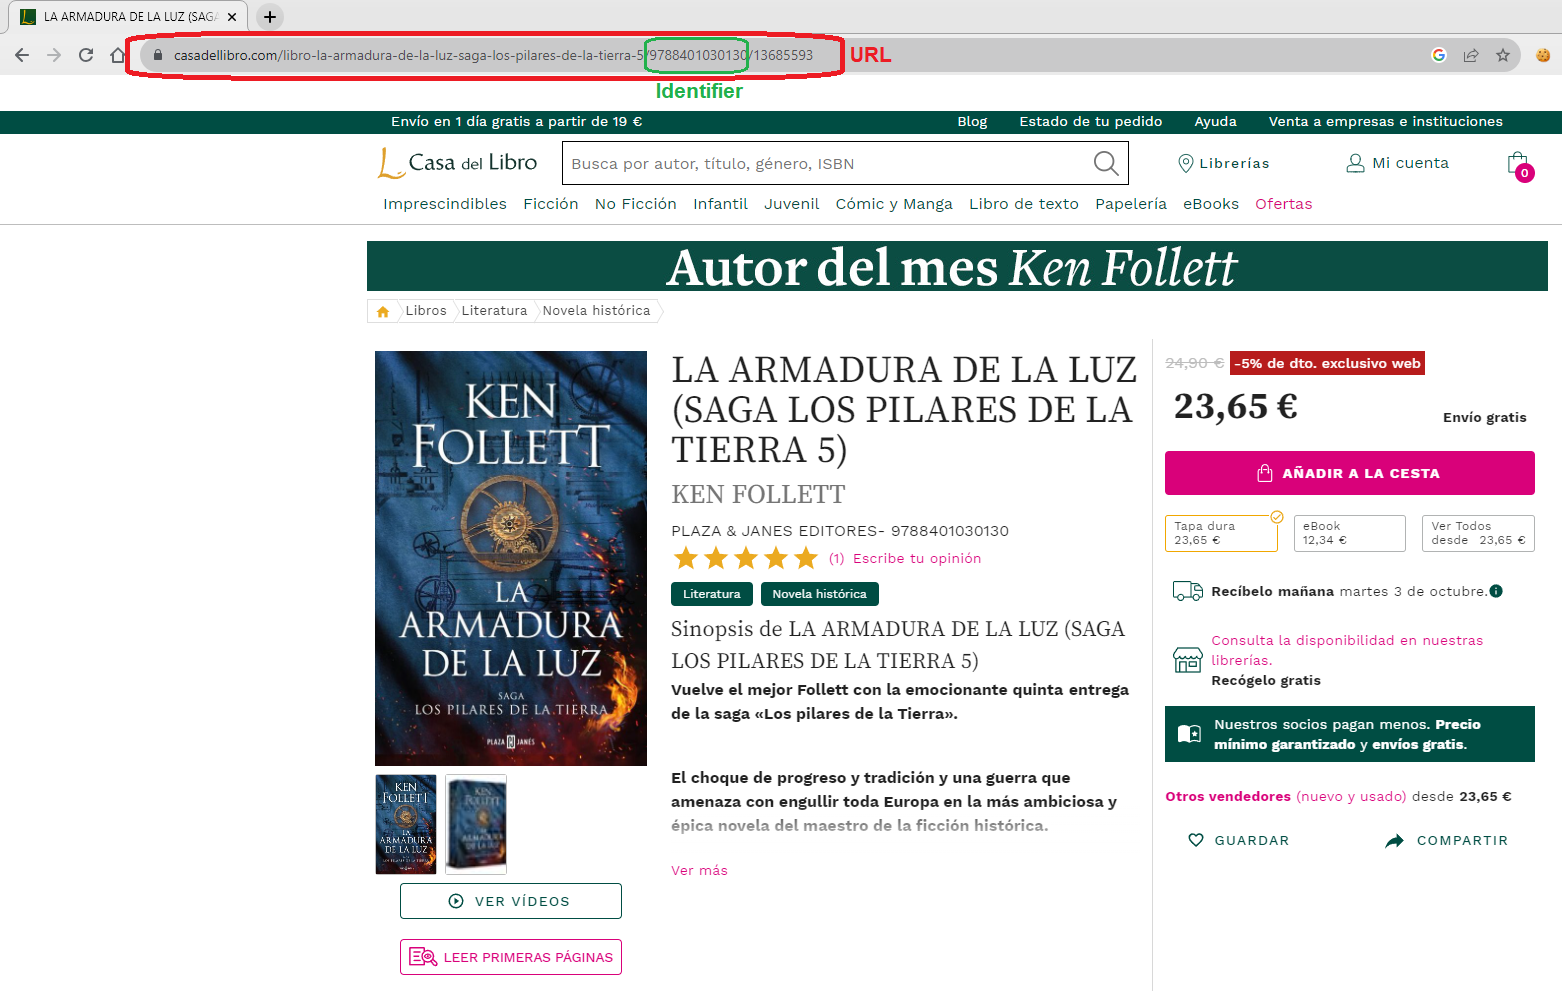 LA ARMADURA DE LA LUZ (SAGA
casadellibro.com/libro-la-armadura-de-la-luz-saga-los-pilares-de-la-tierra-5/9788401030130/13685593
URL
Identifier
Envío en 1 día gratis a partir de 19 €
Blog
Estado de tu pedido
Ayuda
Venta a empresas e instituciones
Casa del Libro
Busca por autor, título, género, ISBN
Librerías
Mi cuenta
0
Imprescindibles
Ficción
No Ficción
Infantil
Juvenil
Cómic y Manga
Libro de texto
Papelería
eBooks
Ofertas
Autor del mes Ken Follett
Libros
Literatura
Novela histórica
KEN
FOLLETT
LA
ARMADURA
DE LA LUZ
SAGA
LOS PILARES DE LA TIERRA
PLAZA JANÉS
KEN
FOLLETT
LA
ARMADURA
DE LA LUZ
LOS PILARES DE LA TIERRA
VER VÍDEOS
LEER PRIMERAS PÁGINAS
LA ARMADURA DE LA LUZ
(SAGA LOS PILARES DE LA
TIERRA 5)
KEN FOLLETT
PLAZA & JANES EDITORES- 9788401030130
(1) Escribe tu opinión
Literatura
Novela histórica
Sinopsis de LA ARMADURA DE LA LUZ (SAGA
LOS PILARES DE LA TIERRA 5)
Vuelve el mejor Follett con la emocionante quinta entrega
de la saga «Los pilares de la Tierra».
El choque de progreso y tradición y una guerra que
amenaza con engullir toda Europa en la más ambiciosa y
épica novela del maestro de la ficción histórica.
Ver más
24,90 €
-5% de dto. exclusivo web
23,65 €
Envío gratis
AÑADIR A LA CESTA
Tapa dura
23,65 €
eBook
12,34 €
Ver Todos
desde 23,65 €
Recíbelo mañana martes 3 de octubre.
Consulta la disponibilidad en nuestras
librerías.
Recógelo gratis
Nuestros socios pagan menos. Precio
mínimo garantizado y envíos gratis.
Otros vendedores (nuevo y usado) desde 23,65 €
GUARDAR
COMPARTIR